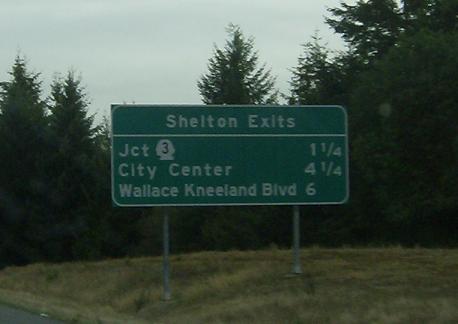 Shelton Exits
Jct 3 1 1/4
City Center 4 1/4
Wallace Kneeland Blvd 6